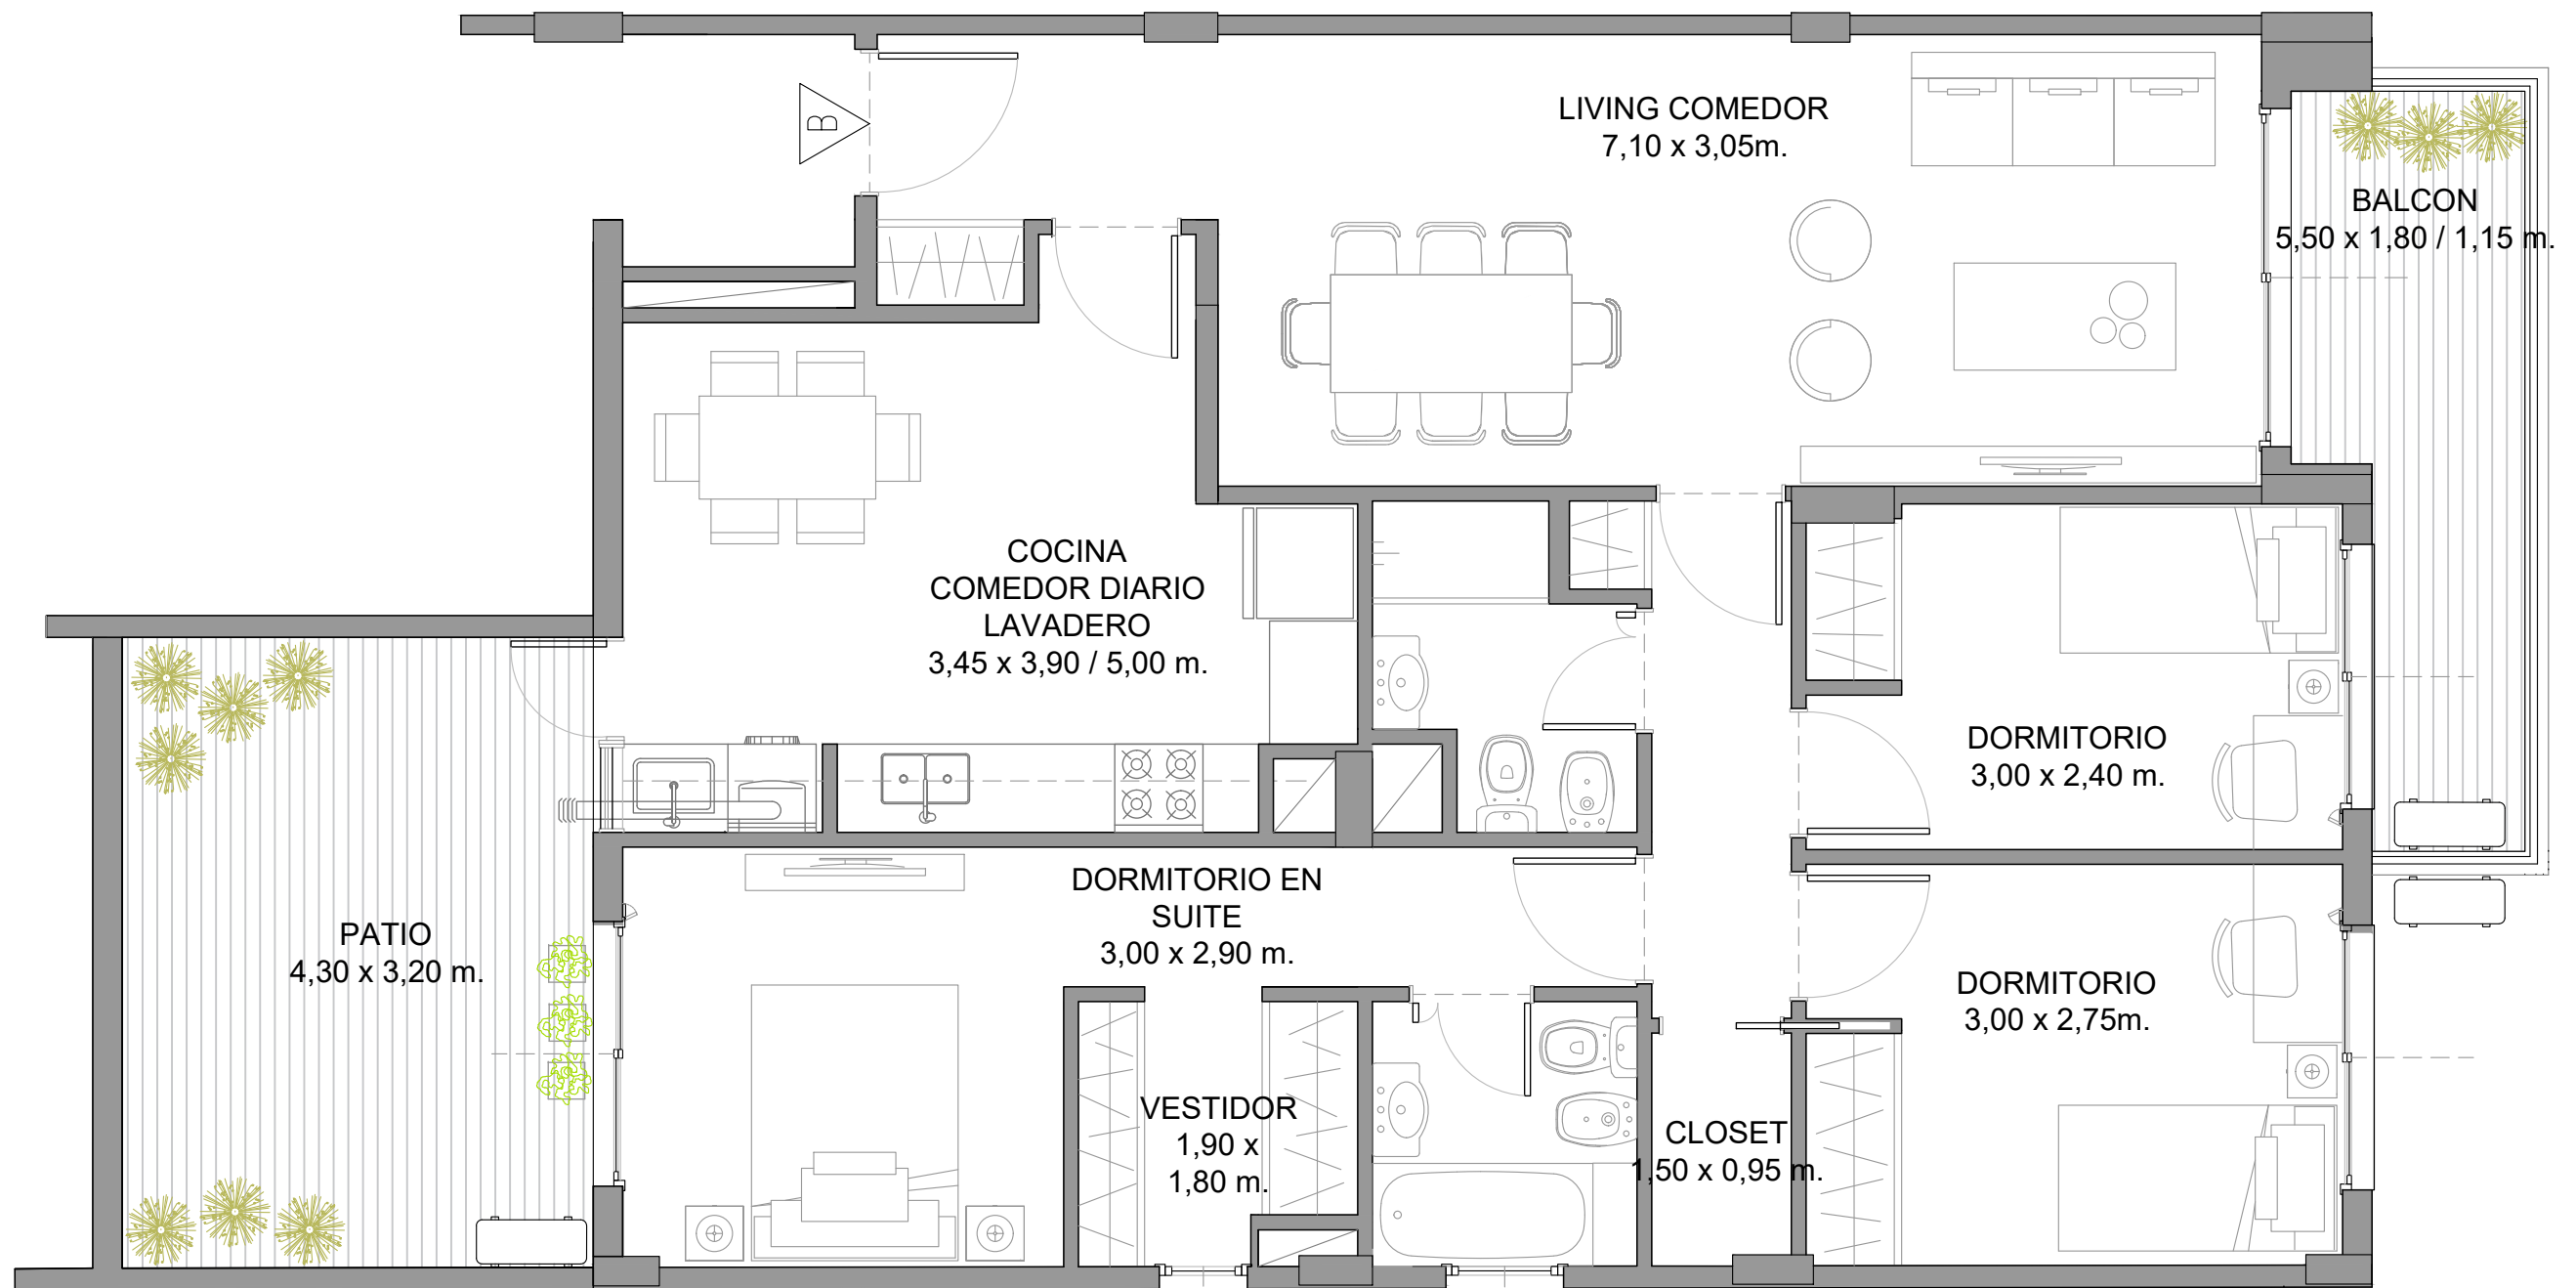 B
LIVING COMEDOR
7,10 x 3,05m.
BALCON
5,50 x 1,80 / 1,15 m.
COCINA
COMEDOR DIARIO
LAVADERO
3,45 x 3,90 / 5,00 m.
DORMITORIO
3,00 x 2,40 m.
DORMITORIO EN
SUITE
3,00 x 2,90 m.
PATIO
4,30 x 3,20 m.
DORMITORIO
3,00 x 2,75m.
VESTIDOR
1,90 x
1,80 m.
CLOSET
1,50 x 0,95 m.